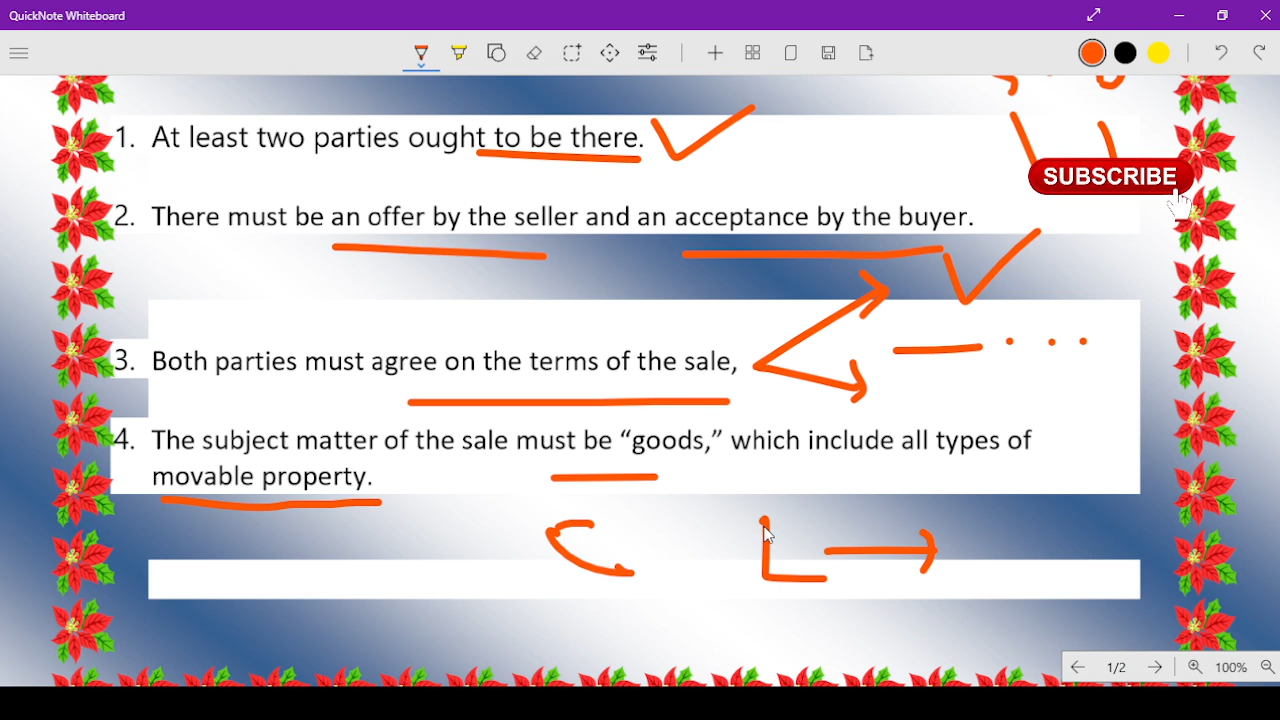 QuickNote Whiteboard
1. At least two parties ought to be there.
SUBSCRIBE
2. There must be an offer by the seller and an acceptance by the buyer.
3. Both parties must agree on the terms of the sale,
4. The subject matter of the sale must be “goods,” which include all types of
movable property.
1/2
100%